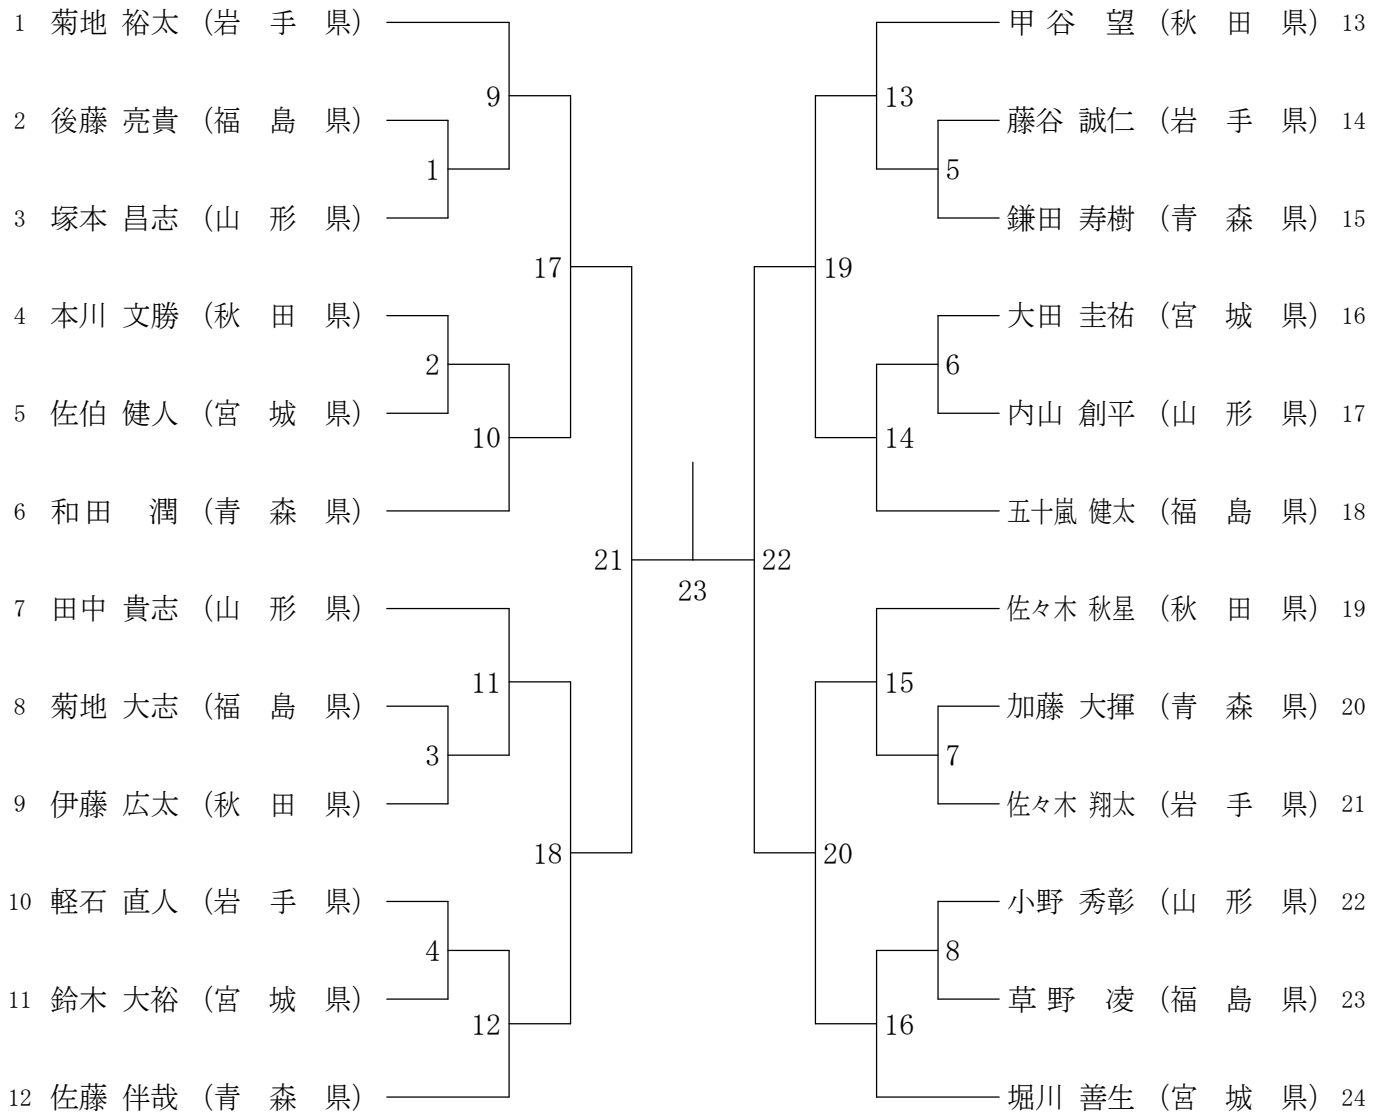 1 菊地 裕太 (岩 手 県)
9
2 後藤 亮貴 (福 島 県)
1
3 塚本 昌志 (山 形 県)
17
4 本川 文勝 (秋 田 県)
2
5 佐伯 健人 (宮 城 県)
10
6 和田 潤 (青 森 県)
21
7 田中 貴志 (山 形 県)
11
8 菊地 大志 (福 島 県)
3
9 伊藤 広太 (秋 田 県)
18
10 軽石 直人 (岩 手 県)
4
11 鈴木 大裕 (宮 城 県)
12
12 佐藤 伴哉 (青 森 県)
23
甲谷 望 (秋 田 県) 13
13
藤谷 誠仁 (岩 手 県) 14
5
鎌田 寿樹 (青 森 県) 15
19
大田 圭祐 (宮 城 県) 16
6
内山 創平 (山 形 県) 17
14
五十嵐 健太 (福 島 県) 18
22
佐々木 秋星 (秋 田 県) 19
15
加藤 大揮 (青 森 県) 20
7
佐々木 翔太 (岩 手 県) 21
20
小野 秀彰 (山 形 県) 22
8
草野 凌 (福 島 県) 23
16
堀川 善生 (宮 城 県) 24